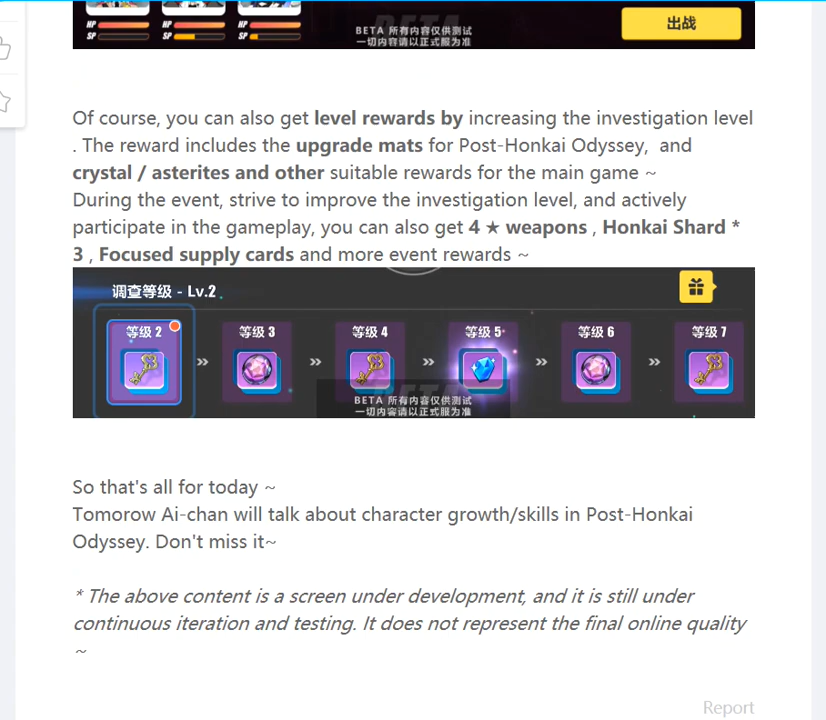 HP HP HP
SP SP SP
BETA 所有内容仅供测试
一切内容请以正式服为准
出战
Of course, you can also get level rewards by increasing the investigation level
. The reward includes the upgrade mats for Post-Honkai Odyssey, and
crystal / asterites and other suitable rewards for the main game ~
During the event, strive to improve the investigation level, and actively
participate in the gameplay, you can also get 4 ★ weapons , Honkai Shard *
3 , Focused supply cards and more event rewards ~
调查等级 - Lv.2
等级 2 等级 3 等级 4 等级 5 等级 6 等级 7
BETA
BETA 所有内容仅供测试
一切内容请以正式服为准
So that's all for today ~
Tomorow Ai-chan will talk about character growth/skills in Post-Honkai
Odyssey. Don't miss it~
* The above content is a screen under development, and it is still under
continuous iteration and testing. It does not represent the final online quality
~
Report